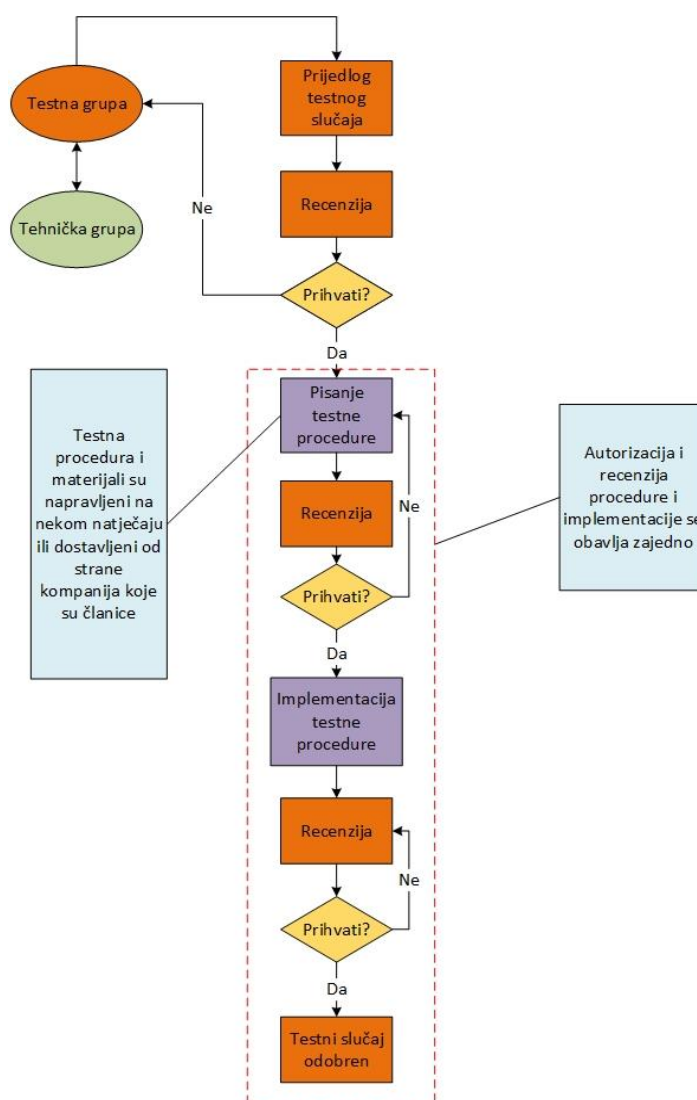 Prijedlog
testnog
slučaja
Testna grupa
Recenzija
Ne
Tehnička grupa
Prihvati?
Da
Pisanje
testne
procedure
Testna
procedura i
materijali su
napravljeni na
nekom natječaju
ili dostavljeni od
strane
kompanija koje
su članice
Autorizacija i
recenzija
procedure i
implementacije se
obavlja zajedno
Recenzija
Ne
Prihvati?
Da
Implementacija
testne
procedure
Recenzija
Ne
Prihvati?
Da
Testni slučaj
odobren